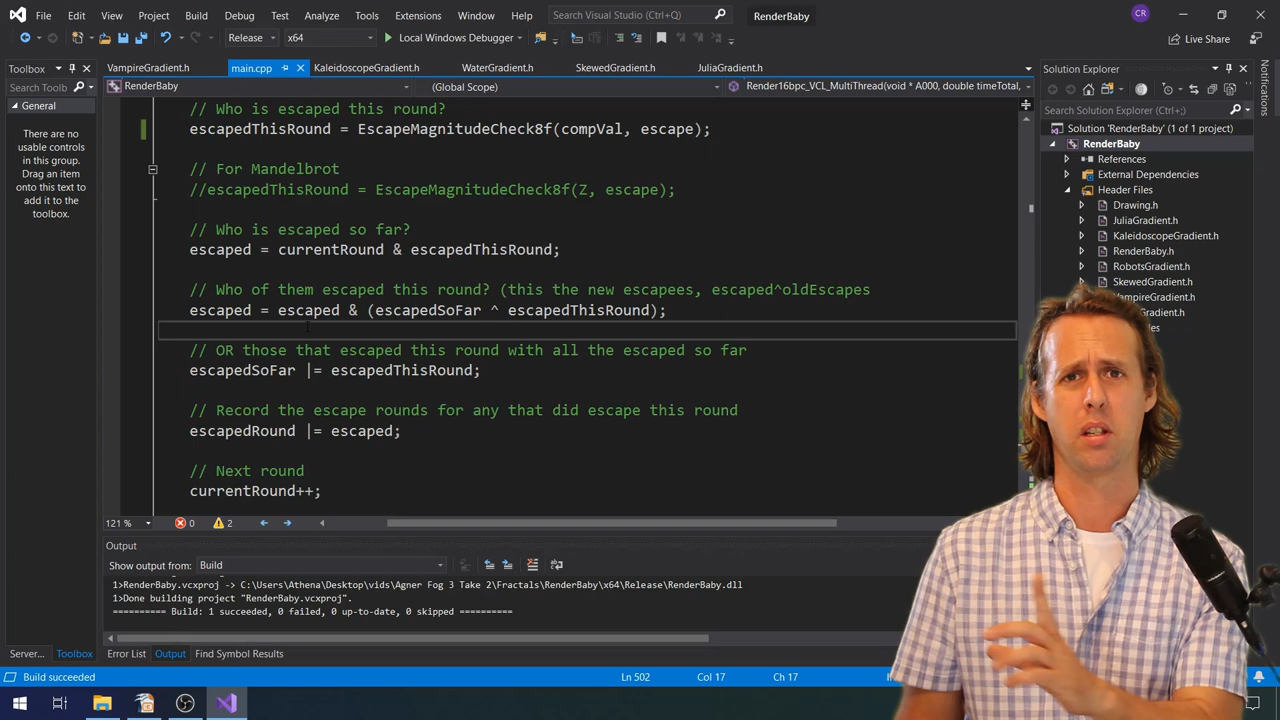 File Edit View Project Build Debug Test Analyze Tools Extensions Window Help Search Visual Studio (Ctrl+Q) RenderBaby CR
Release x64 Local Windows Debugger Live Share
Toolbox
Search Toolb
General
There are no
usable controls
in this group.
Drag an item
onto this text to
add it to the
toolbox.
VampireGradient.h main.cpp KaleidoscopeGradient.h WaterGradient.h SkewedGradient.h JuliaGradient.h
RenderBaby (Global Scope) Render16bpc_VCL_MultiThread(void * A000, double timeTotal,
// Who is escaped this round?
escapedThisRound = EscapeMagnitudeCheck8f(compVal, escape);
// For Mandelbrot
//escapedThisRound = EscapeMagnitudeCheck8f(Z, escape);
// Who is escaped so far?
escaped = currentRound & escapedThisRound;
// Who of them escaped this round? (this the new escapees, escaped^oldEscapes
escaped = escaped & (escapedSoFar ^ escapedThisRound);
// OR those that escaped this round with all the escaped so far
escapedSoFar |= escapedThisRound;
// Record the escape rounds for any that did escape this round
escapedRound |= escaped;
// Next round
currentRound++;
121 % 0 2
Output
Show output from: Build
1>RenderBaby.vcxproj -> C:\Users\Athena\Desktop\vids\Agner Fog 3 Take 2\Fractals\RenderBaby\x64\Release\RenderBaby.dll
1>Done building project "RenderBaby.vcxproj".
========== Build: 1 succeeded, 0 failed, 0 up-to-date, 0 skipped ==========
Server... Toolbox Error List Output Find Symbol Results
Build succeeded Ln 502 Col 17 Ch 17
Solution Explorer
Search Solution Explorer (Ctrl+;)
Solution 'RenderBaby' (1 of 1 project)
RenderBaby
References
External Dependencies
Header Files
Drawing.h
JuliaGradient.h
KaleidoscopeGradient.h
RenderBaby.h
RobotsGradient.h
SkewedGradient.h
mpireGradient.h
Notifications